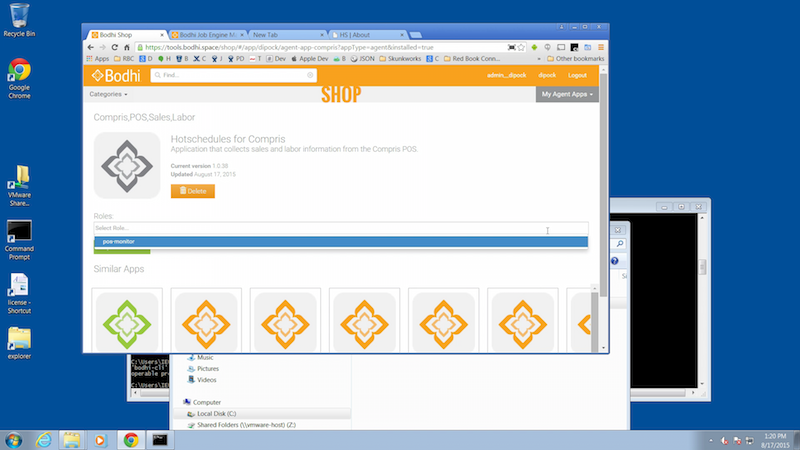 Recycle Bin
Google Chrome
VMware Share...
Command Prompt
license - Shortcut
explorer
Bodhi Shop
Bodhi Job Engine M
New Tab
HS | About
https://tools.bodhi.space/shop/#/app/dipock/agent-app-compris?appType=agent&installed=true
Apps
RBC
D
H
B
X
C
J
PD
T
Dev
Apple Dev
B
JSON
Skunkworks
C
Red Book Conn...
Other bookmarks
Bodhi
Find...
admin__dipock
dipock
Logout
Categories
SHOP
My Agent Apps
Compris,POS,Sales,Labor
Hotschedules for Compris
Application that collects sales and labor information from the Compris POS.
Current version 1.0.38
Updated August 17, 2015
Delete
Roles:
Select Role...
pos-monitor
Similar Apps
C:\Users\IE
'bodhi-cli'
operable pr
C:\Users\IE
Music
Pictures
Videos
Computer
Local Disk (C:)
Shared Folders (\\vmware-host) (Z:)
1:20 PM
8/17/2015